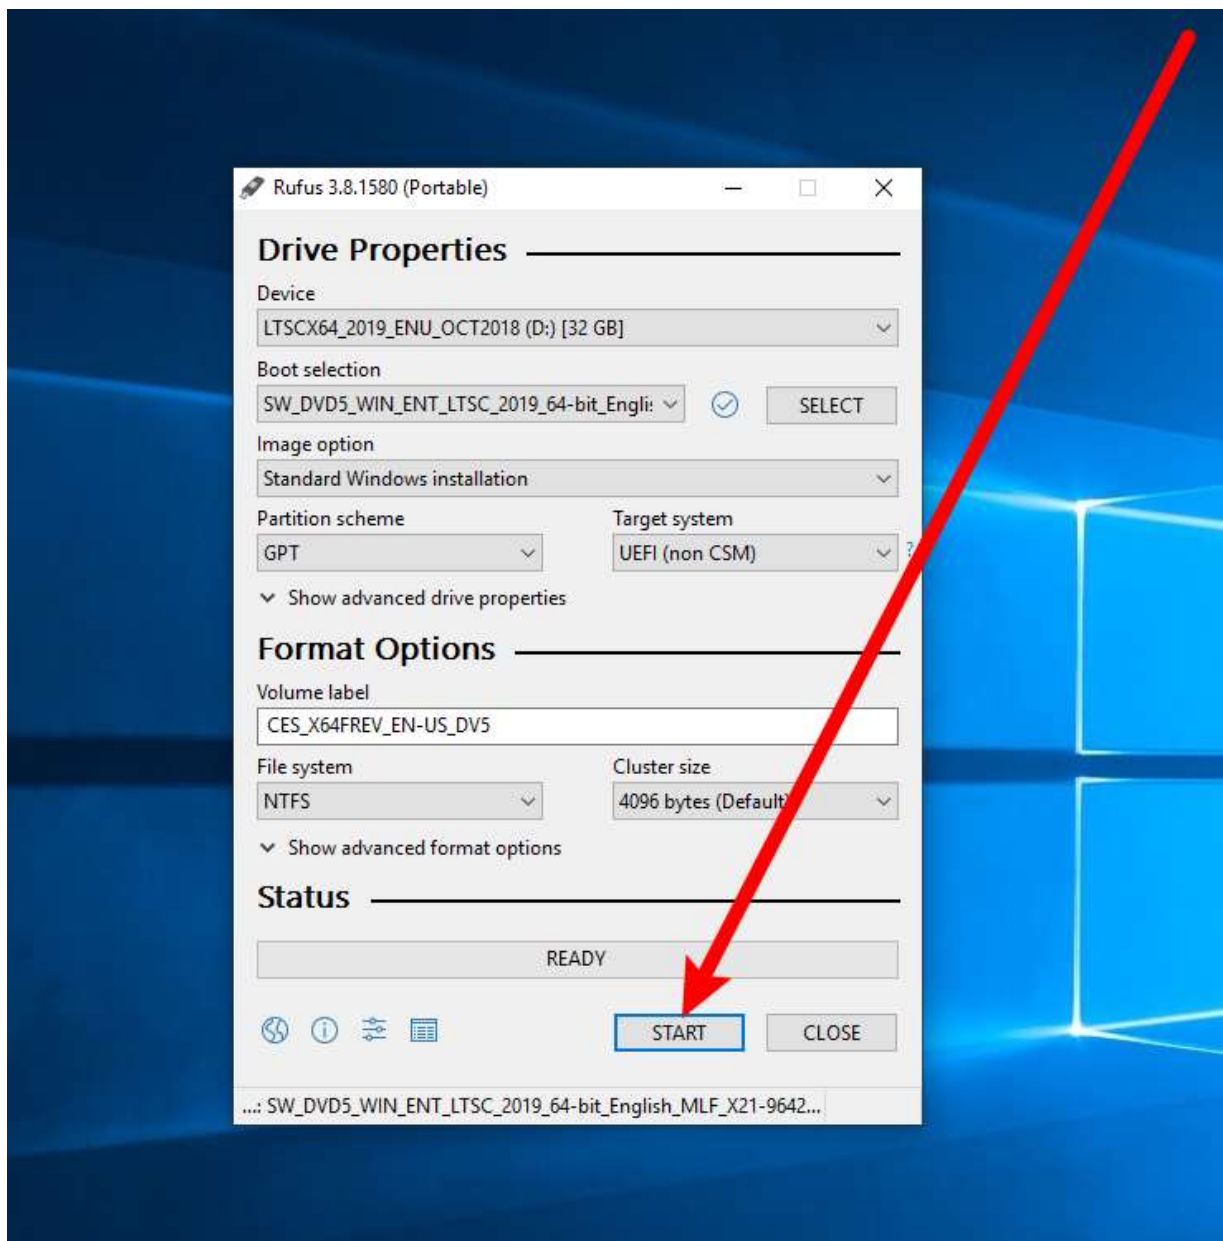 Rufus 3.8.1580 (Portable)
Drive Properties
Device
LTSCX64_2019_ENU_OCT2018 (D:) [32 GB]
Boot selection
SW_DVD5_WIN_ENT_LTSC_2019_64-bit_Englis
SELECT
Image option
Standard Windows installation
Partition scheme
Target system
GPT
UEFI (non CSM)
?
Show advanced drive properties
Format Options
Volume label
CES_X64FREV_EN-US_DV5
File system
Cluster size
NTFS
4096 bytes (Default)
Show advanced format options
Status
READY
START
CLOSE
...: SW_DVD5_WIN_ENT_LTSC_2019_64-bit_English_MLF_X21-9642...